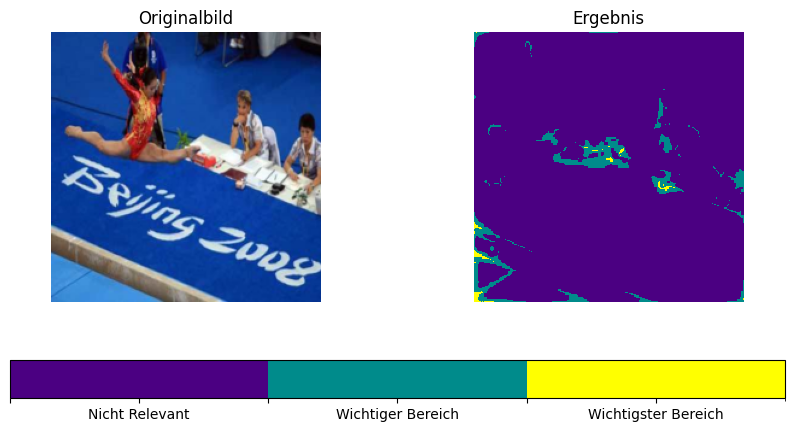 Originalbild
Ergebnis
Beijing 2008
Nicht Relevant
Wichtiger Bereich
Wichtigster Bereich